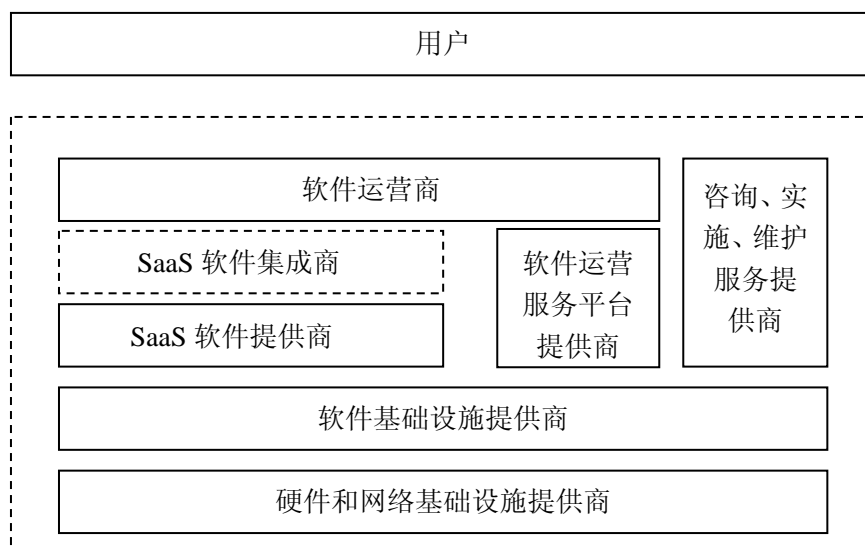 用户
软件运营商
SaaS 软件集成商
SaaS 软件提供商
软件运营
服务平台
提供商
咨询、实
施、维护
服务提
供商
软件基础设施提供商
硬件和网络基础设施提供商